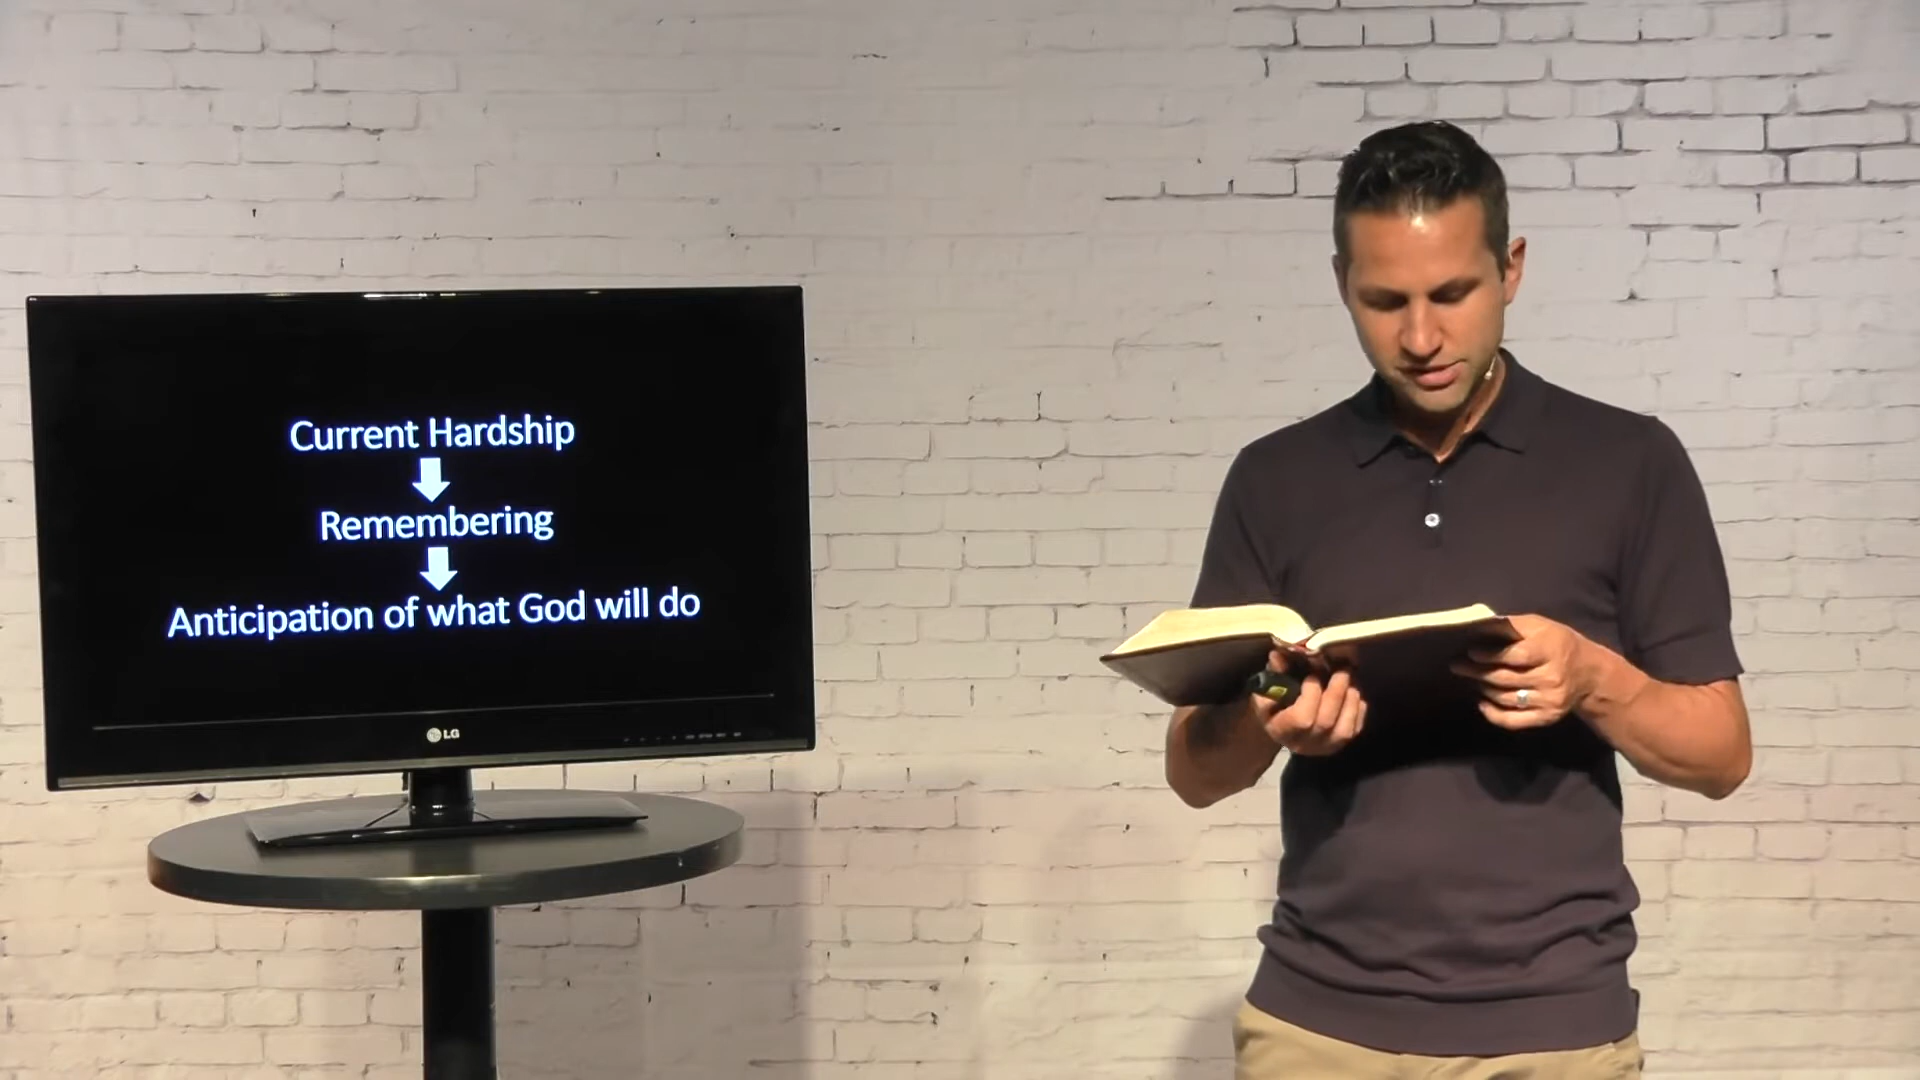 Current Hardship
Remembering
Anticipation of what God will do
LG